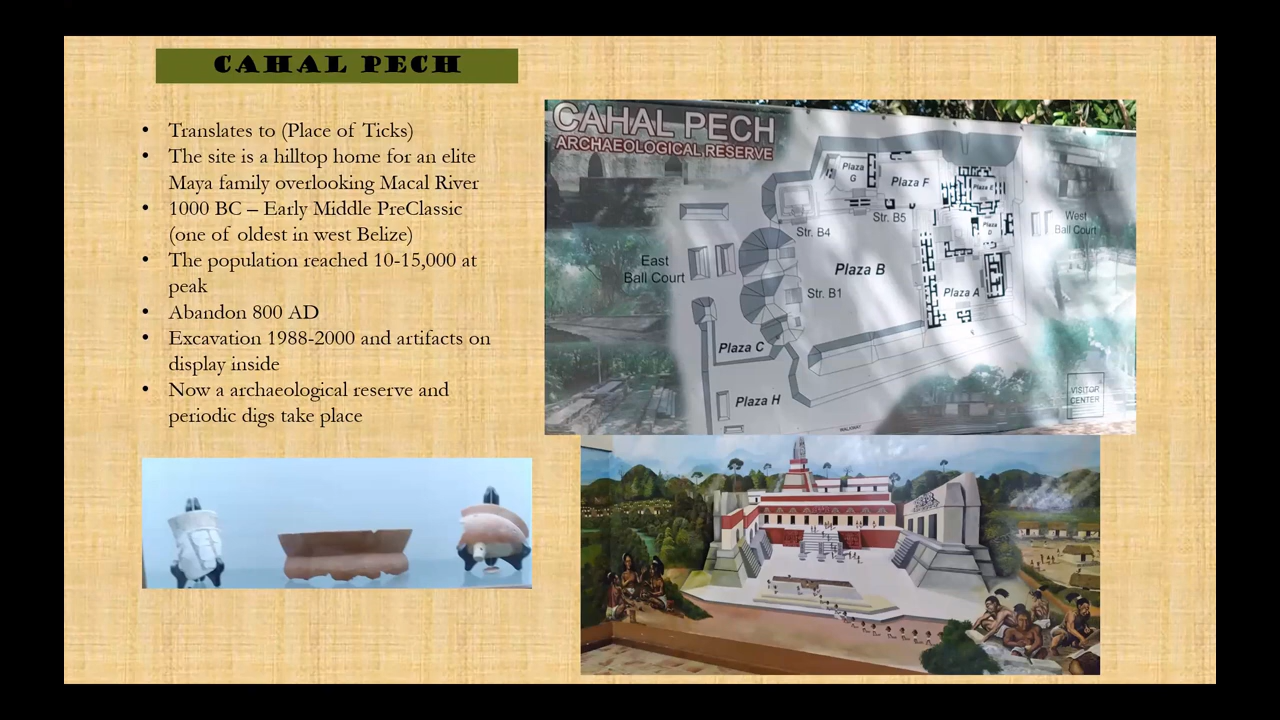 CAHAL PECH
• Translates to (Place of Ticks)
• The site is a hilltop home for an elite
Maya family overlooking Macal River
• 1000 BC – Early Middle PreClassic
(one of oldest in west Belize)
• The population reached 10-15,000 at
peak
• Abandon 800 AD
• Excavation 1988-2000 and artifacts on
display inside
• Now a archaeological reserve and
periodic digs take place
CAHAL PECH
ARCHAEOLOGICAL RESERVE
Plaza
G
Plaza F
Plaza E
Str. B5
Str. B4
Plaza
D
West
Ball Court
East
Ball Court
Plaza B
Str. B1
Plaza A
Plaza C
Plaza H
VISITOR
CENTER
WALKWAY